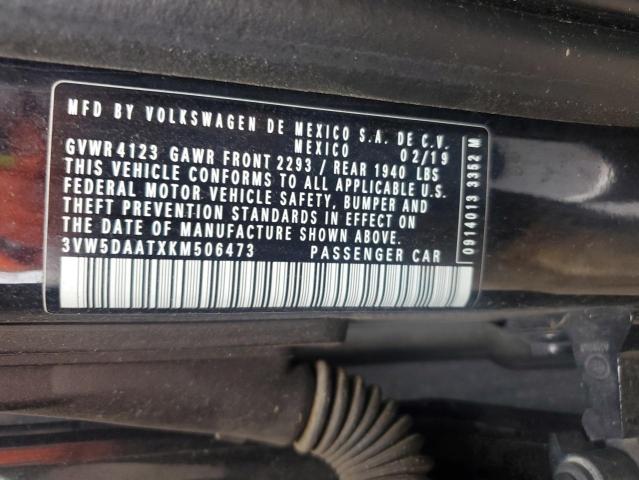 MFD BY VOLKSWAGEN DE MEXICO S.A. DE C.V.
MEXICO 02/19
GVWR 4123 GAWR FRONT 2293 / REAR 1940 LBS
THIS VEHICLE CONFORMS TO ALL APPLICABLE U.S.
FEDERAL MOTOR VEHICLE SAFETY, BUMPER AND
THEFT PREVENTION STANDARDS IN EFFECT ON
THE DATE OF MANUFACTURE SHOWN ABOVE.
3VW5DAATXKM506473 PASSENGER CAR
0914013 3352 M